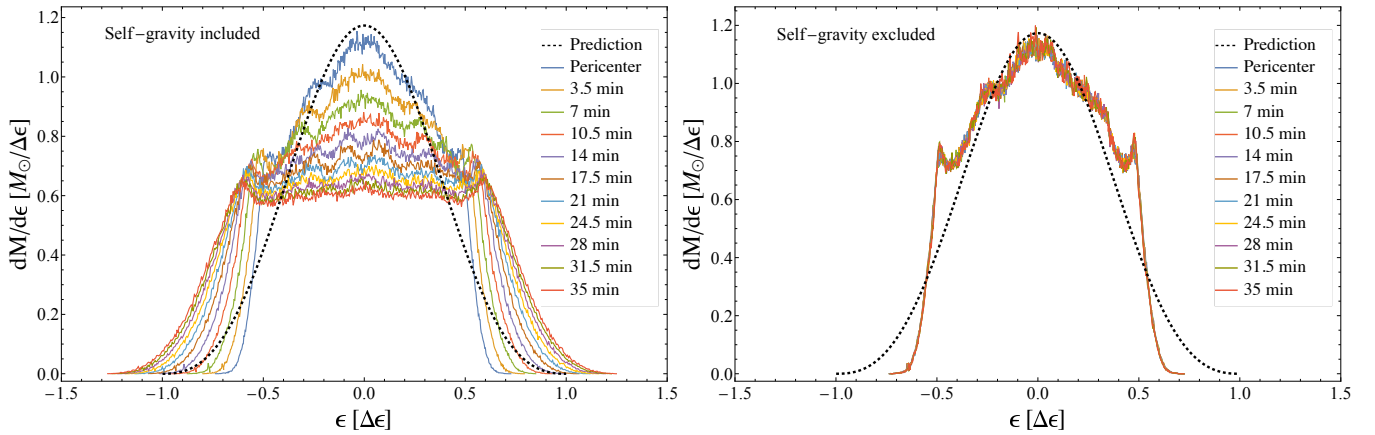 Self-gravity included
Prediction
Pericenter
3.5 min
7 min
10.5 min
14 min
17.5 min
21 min
24.5 min
28 min
31.5 min
35 min
dM/dϵ [M⊙/Δϵ]
1.2
1.0
0.8
0.6
0.4
0.2
0.0
−1.5 −1.0 −0.5 0.0 0.5 1.0 1.5
ϵ [Δϵ]
Self-gravity excluded
Prediction
Pericenter
3.5 min
7 min
10.5 min
14 min
17.5 min
21 min
24.5 min
28 min
31.5 min
35 min
dM/dϵ [M⊙/Δϵ]
1.2
1.0
0.8
0.6
0.4
0.2
0.0
−1.5 −1.0 −0.5 0.0 0.5 1.0 1.5
ϵ [Δϵ]